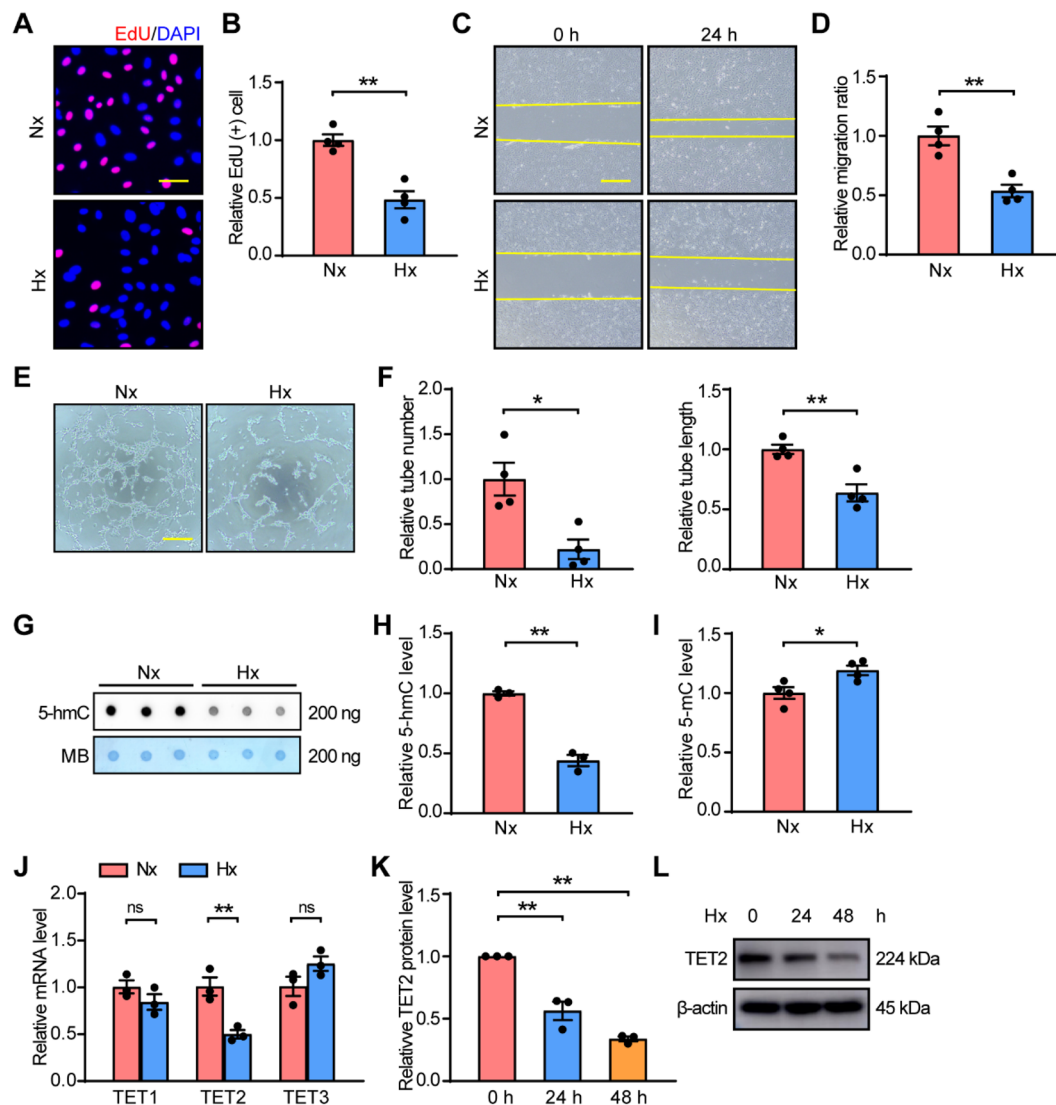 A
EdU/DAPI
Nx
Hx
B
Relative EdU (+) cell
1.5
1.0
0.5
0.0
**
Nx
Hx
C
0 h
24 h
Nx
Hx
D
Relative migration ratio
1.5
1.0
0.5
0.0
**
Nx
Hx
E
Nx
Hx
F
Relative tube number
2.0
1.5
1.0
0.5
0.0
*
Nx
Hx
Relative tube length
1.5
1.0
0.5
0.0
**
Nx
Hx
G
Nx
Hx
5-hmC
200 ng
MB
200 ng
H
Relative 5-hmC level
1.5
1.0
0.5
0.0
**
Nx
Hx
I
Relative 5-mC level
1.5
1.0
0.5
0.0
*
Nx
Hx
J
Nx
Hx
Relative mRNA level
2.0
1.5
1.0
0.5
0.0
ns
**
ns
TET1
TET2
TET3
K
Relativve TET2 protein level
1.5
1.0
0.5
0.0
**
**
0 h
24 h
48 h
L
Hx 0 24 48 h
TET2
224 kDa
β-actin
45 kDa